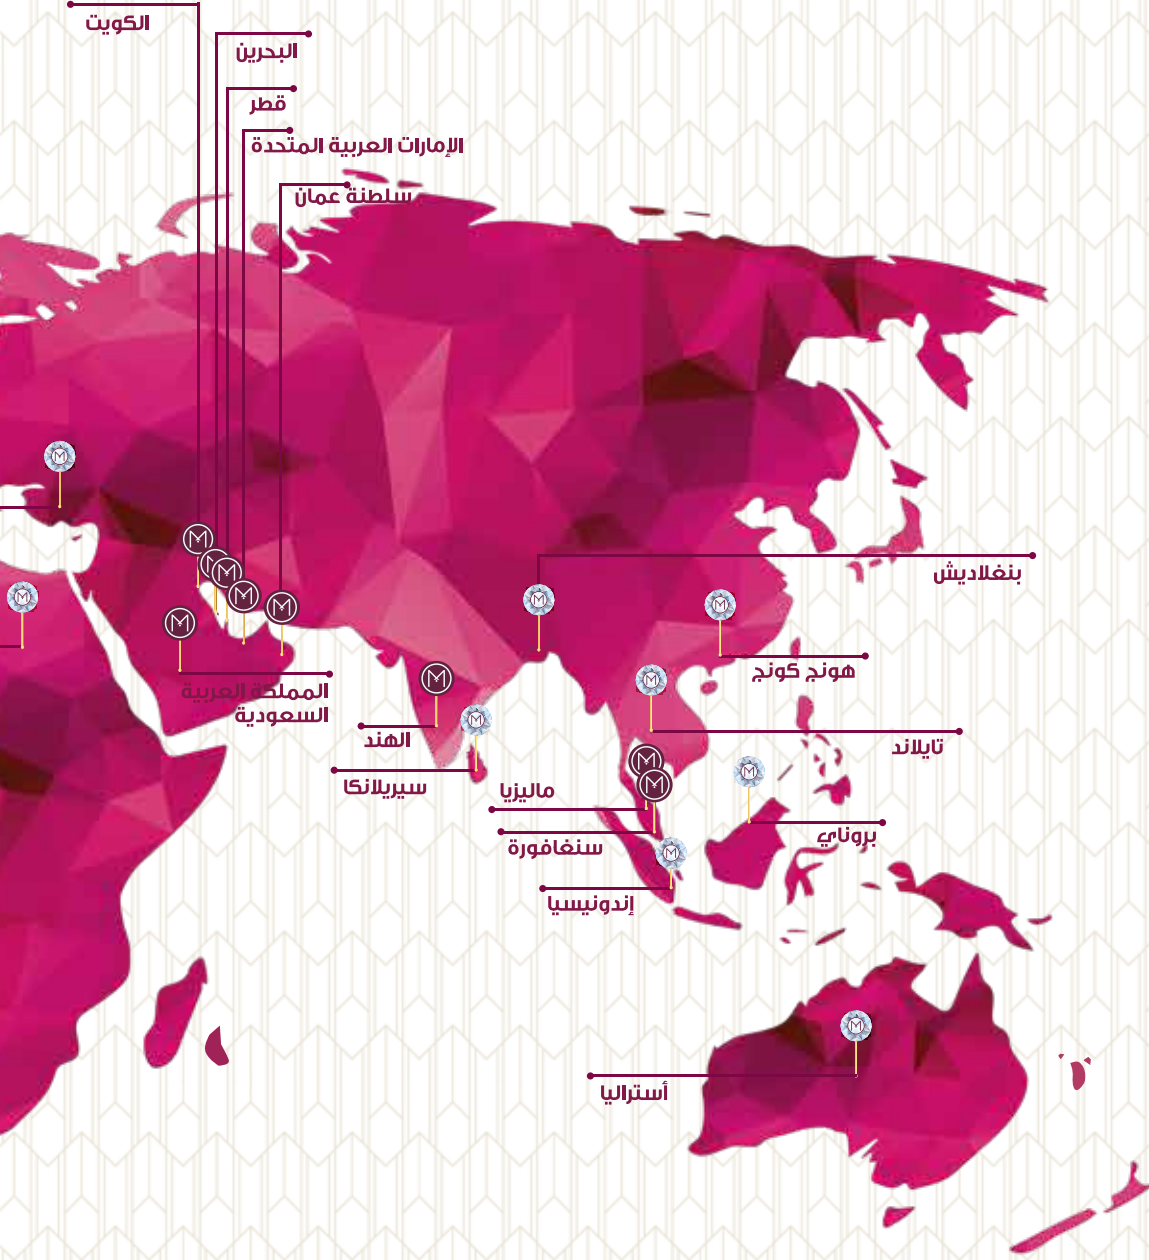 الكويت
البحرين
قطر
الإمارات العربية المتحدة
سلطنة عمان
بنغلاديش
هونج كونج
المملكة العربية
السعودية
الهند
تايلاند
سيريلانكا
ماليزيا
بروناي
سنغافورة
إندونيسيا
أستراليا